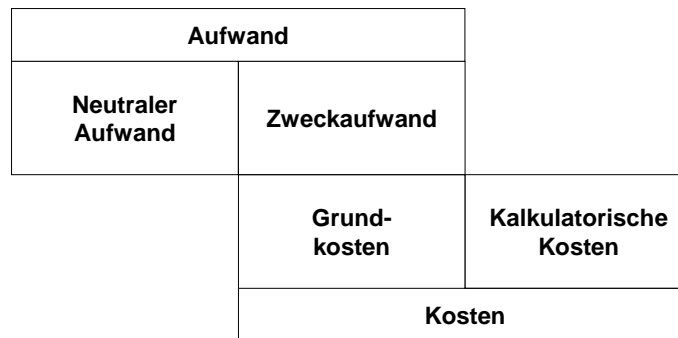 Aufwand
Neutraler
Aufwand
Zweckaufwand
Grund-
kosten
Kalkulatorische
Kosten
Kosten